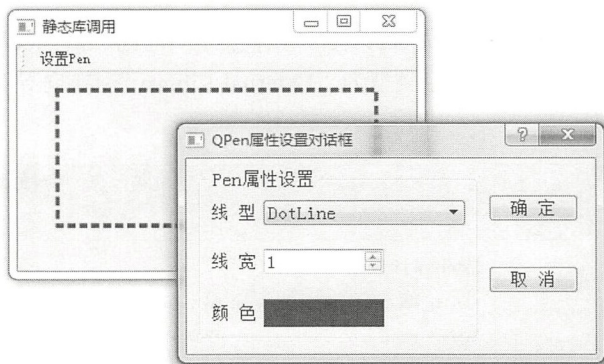 静态库调用
设置Pen
QPen属性设置对话框
Pen属性设置
线 型 DotLine
确 定
线 宽 1
取 消
颜 色